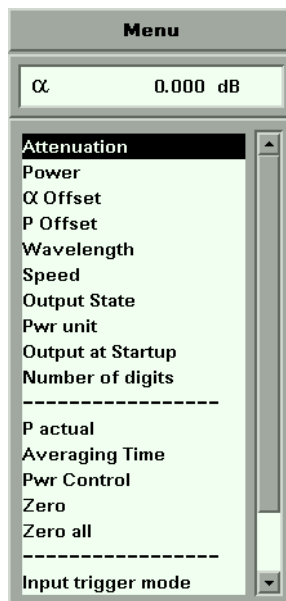 Menu
α 0.000 dB
Attenuation
Power
α Offset
P Offset
Wavelength
Speed
Output State
Pwr unit
Output at Startup
Number of digits
------------------
P actual
Averaging Time
Pwr Control
Zero
Zero all
------------------
Input trigger mode